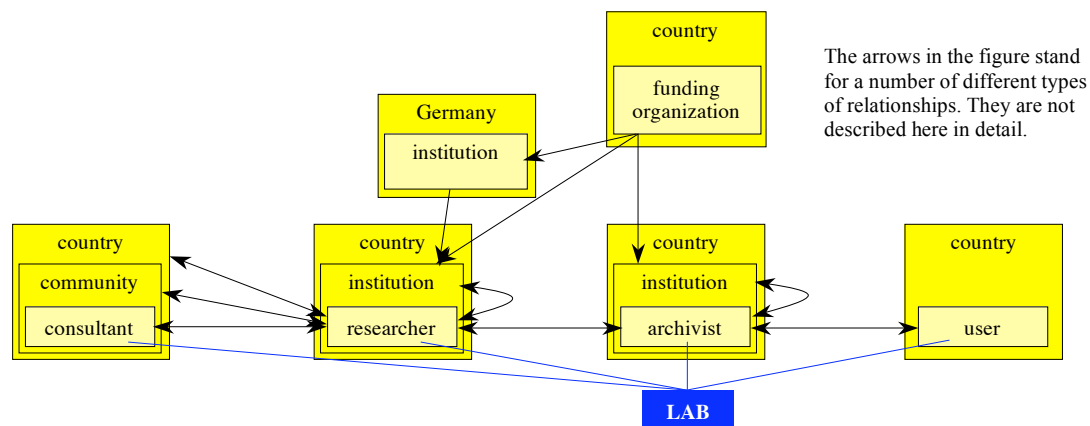 country
funding
organization
The arrows in the figure stand
for a number of different types
of relationships. They are not
described here in detail.
Germany
institution
country
community
consultant
country
institution
researcher
country
institution
archivist
country
user
LAB